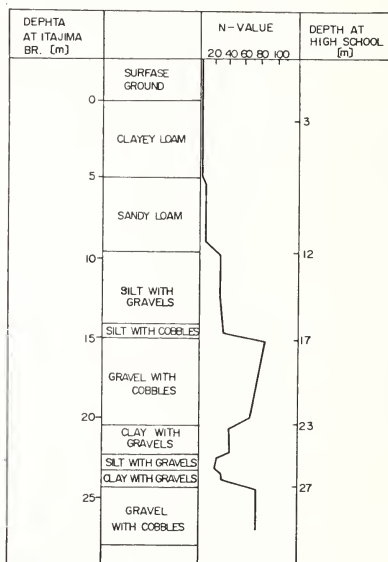 DEPHTA
AT ITAJIMA
BR. [m]
N-VALUE
20 40 60 80 100
DEPTH AT
HIGH SCHOOL
[m]
SURFASE
GROUND
0
3
CLAYEY LOAM
5
SANDY LOAM
10
12
SILT WITH
GRAVELS
SILT WITH COBBLES
15
17
GRAVEL WITH
COBBLES
20
23
CLAY WITH
GRAVELS
SILT WITH GRAVELS
CLAY WITH GRAVELS
25
27
GRAVEL
WITH COBBLES